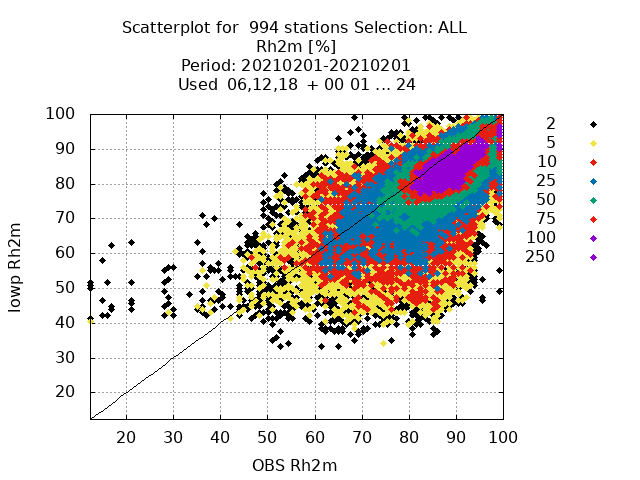 Scatterplot for 994 stations Selection: ALL
Rh2m [%]
Period: 20210201-20210201
Used 06,12,18 + 00 01 ... 24
100
90
80
70
60
50
40
30
20
20 30 40 50 60 70 80 90 100
Iowp Rh2m
OBS Rh2m
2
5
10
25
50
75
100
250